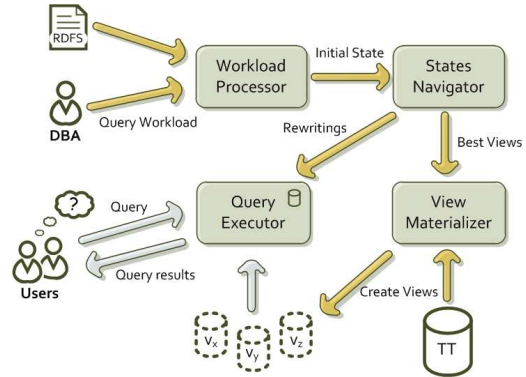 RDFS
DBA
Query Workload
Workload
Processor
Initial State
States
Navigator
Rewritings
Best Views
?
Users
Query
Query results
Query
Executor
View
Materializer
Create Views
Vx
Vy
Vz
TT